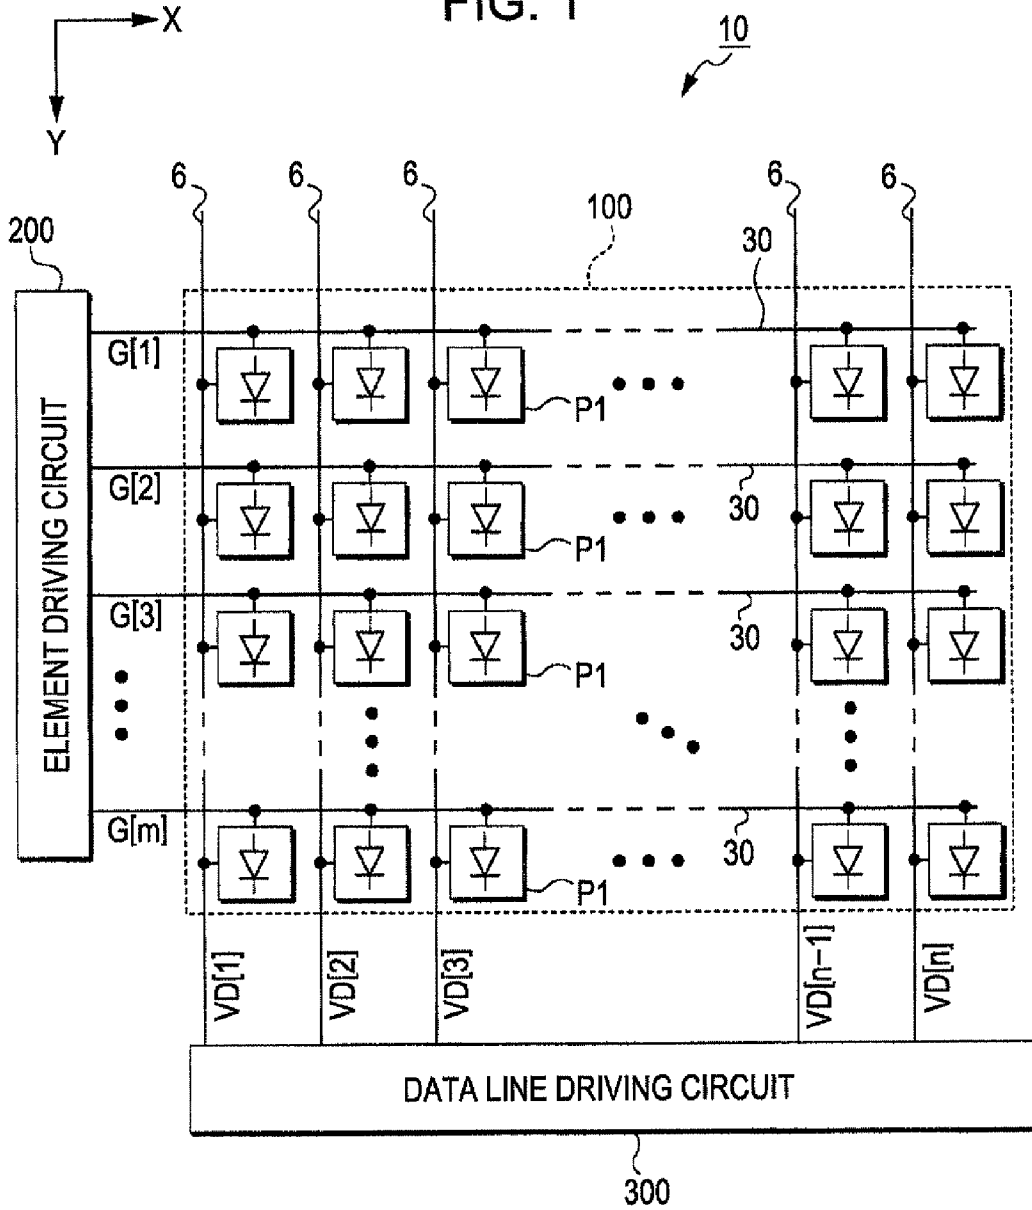 FIG. 1
X
Y
10
6 6 6 6 6
200
100
30
G[1]
P1
G[2]
30
P1
G[3]
30
P1
G[m]
30
P1
ELEMENT DRIVING CIRCUIT
VD[1]
VD[2]
VD[3]
VD[n-1]
VD[n]
DATA LINE DRIVING CIRCUIT
300